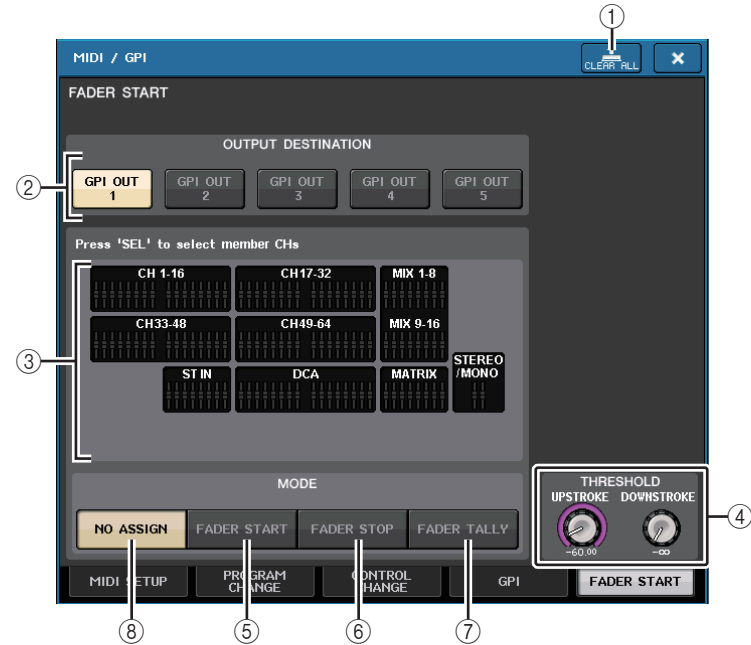 ①
MIDI / GPI
CLEAR ALL
×
FADER START
OUTPUT DESTINATION
②
GPI OUT 1
GPI OUT 2
GPI OUT 3
GPI OUT 4
GPI OUT 5
Press 'SEL' to select member CHs
③
CH 1-16
CH17-32
MIX 1-8
CH33-48
CH49-64
MIX 9-16
ST IN
DCA
MATRIX
STEREO
/MONO
MODE
NO ASSIGN
FADER START
FADER STOP
FADER TALLY
THRESHOLD
UPSTROKE
DOWNSTROKE
-60.00
-∞
④
MIDI SETUP
PROGRAM
CHANGE
CONTROL
CHANGE
GPI
FADER START
⑧
⑤
⑥
⑦